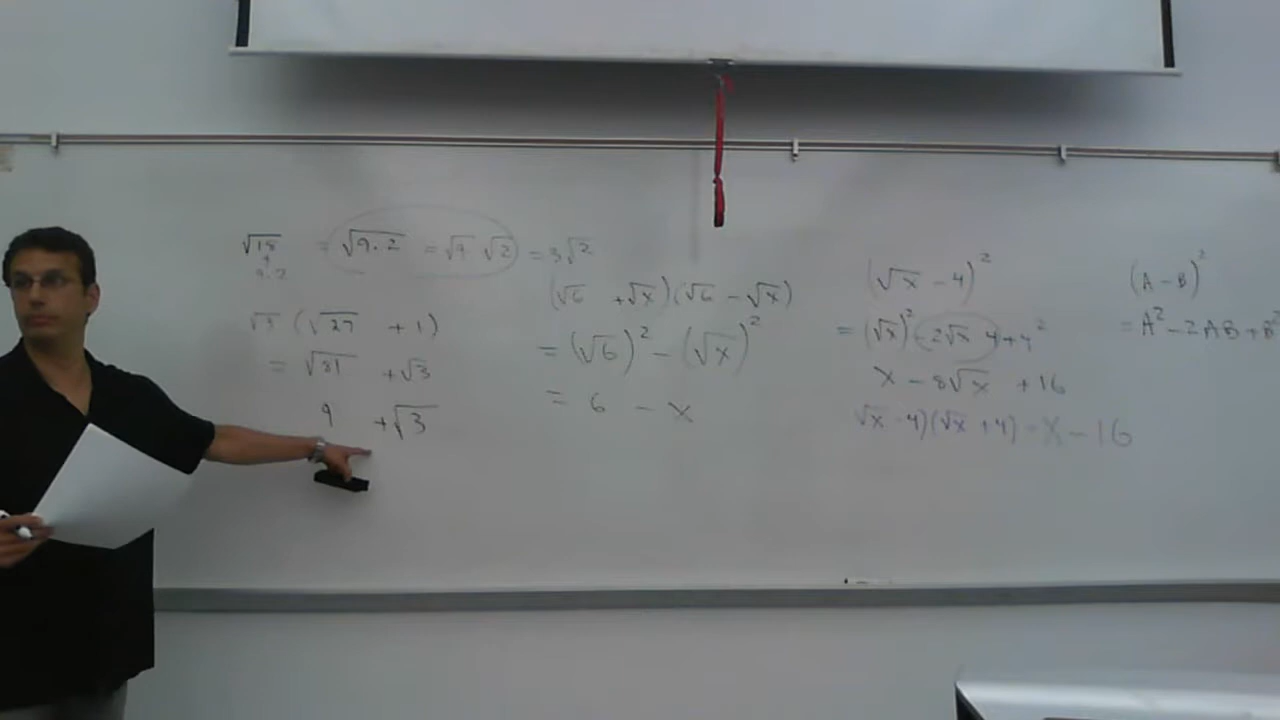 √18 = √9·2 = √9 √2 = 3√2
9·2
√3 (√27 + 1)
= √81 + √3
9 + √3
(√6 + √x)(√6 - √x)
= (√6)² - (√x)²
= 6 - x
(√x - 4)²
= (√x)² - 2√x 4 + 4²
x - 8√x + 16
√x - 4)(√x + 4) = x - 16
(A - B)²
= A² - 2AB + B²